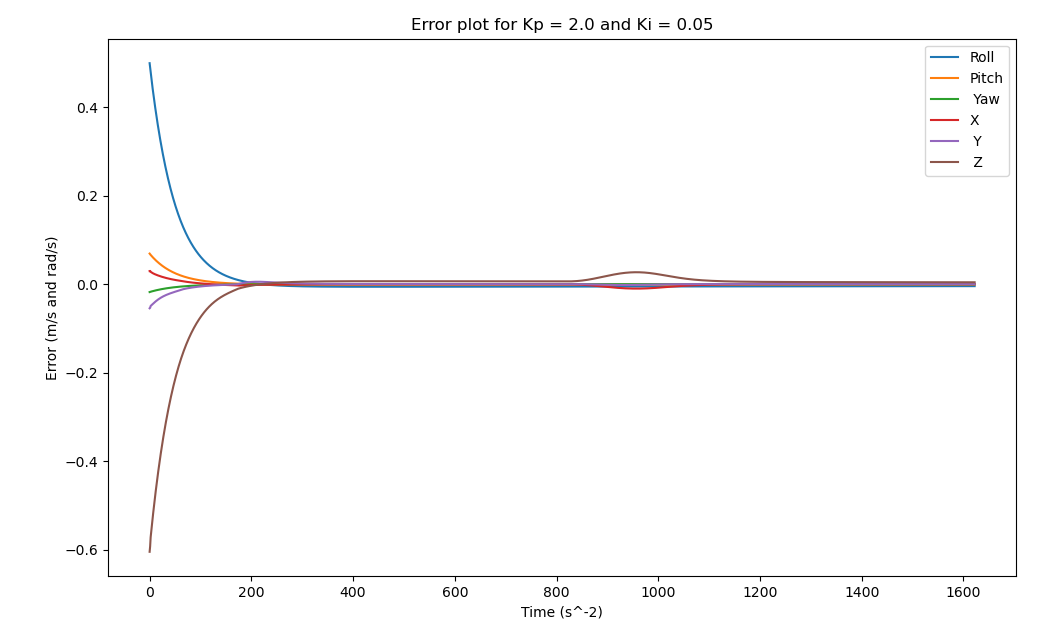 Error plot for Kp = 2.0 and Ki = 0.05
Roll
Pitch
Yaw
X
Y
Z
0.4
0.2
0.0
−0.2
−0.4
−0.6
Error (m/s and rad/s)
0 200 400 600 800 1000 1200 1400 1600
Time (s^-2)